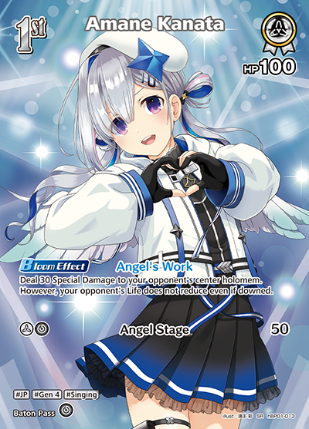 1st
Amane Kanata
HP100
Bloom Effect
Angel's Work
Deal 30 Special Damage to your opponent's center holomem.
However, your opponent's Life does not reduce even if downed.
Angel Stage 50
#JP #Gen 4 #Singing
Baton Pass